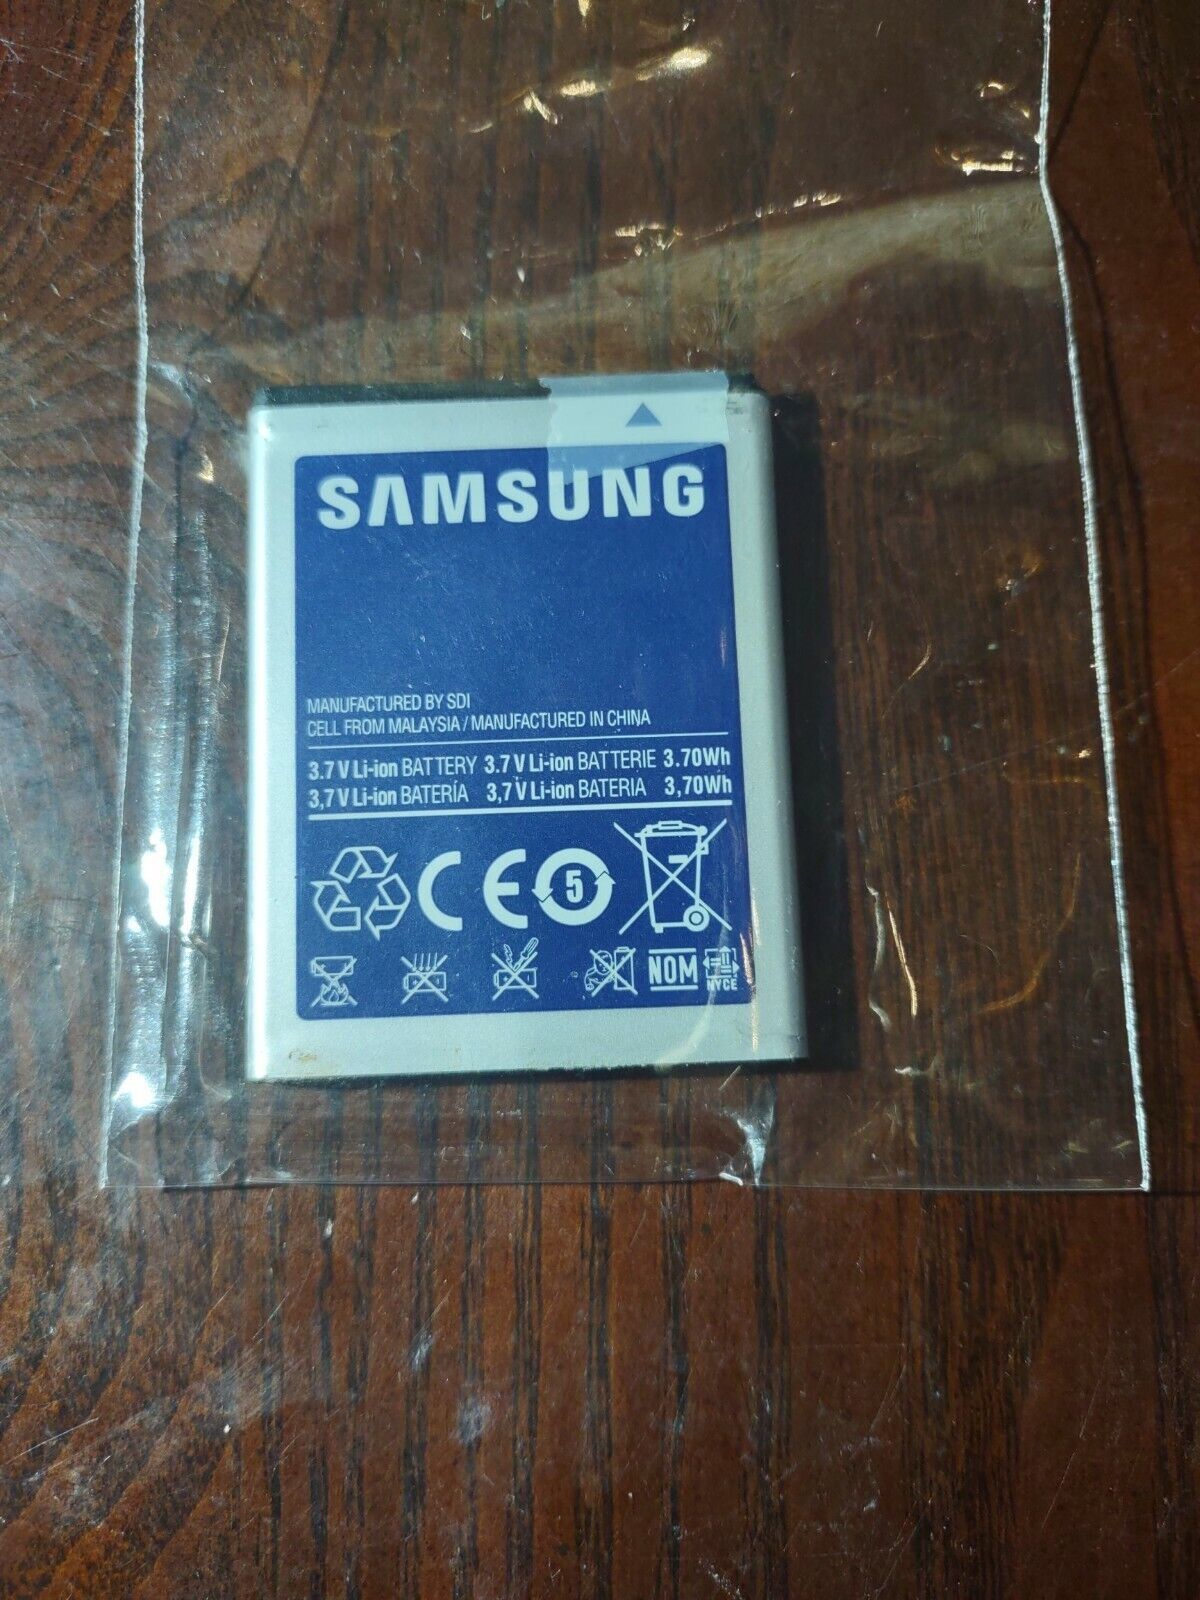 SAMSUNG
MANUFACTURED BY SDI
CELL FROM MALAYSIA / MANUFACTURED IN CHINA
3.7 V Li-ion BATTERY 3.7 V Li-ion BATTERIE 3.70Wh
3,7 V Li-ion BATERÍA 3,7 V Li-ion BATERIA 3,70Wh
C CE 5
NOM NYCE